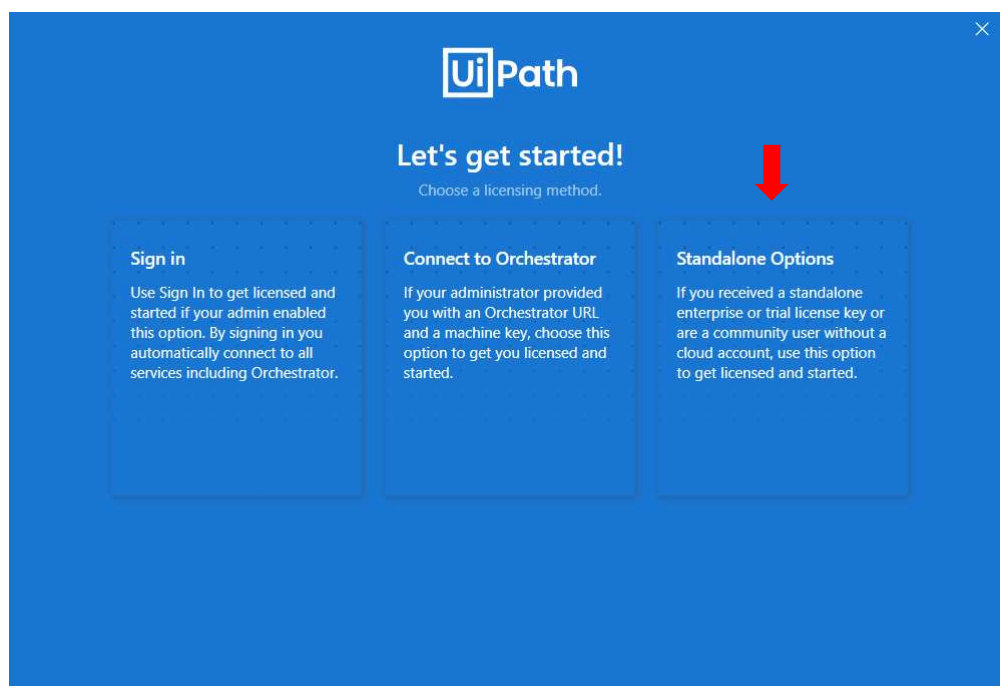 UiPath
Let's get started!
Choose a licensing method.
Sign in
Use Sign In to get licensed and
started if your admin enabled
this option. By signing in you
automatically connect to all
services including Orchestrator.
Connect to Orchestrator
If your administrator provided
you with an Orchestrator URL
and a machine key, choose this
option to get you licensed and
started.
Standalone Options
If you received a standalone
enterprise or trial license key or
are a community user without a
cloud account, use this option
to get licensed and started.